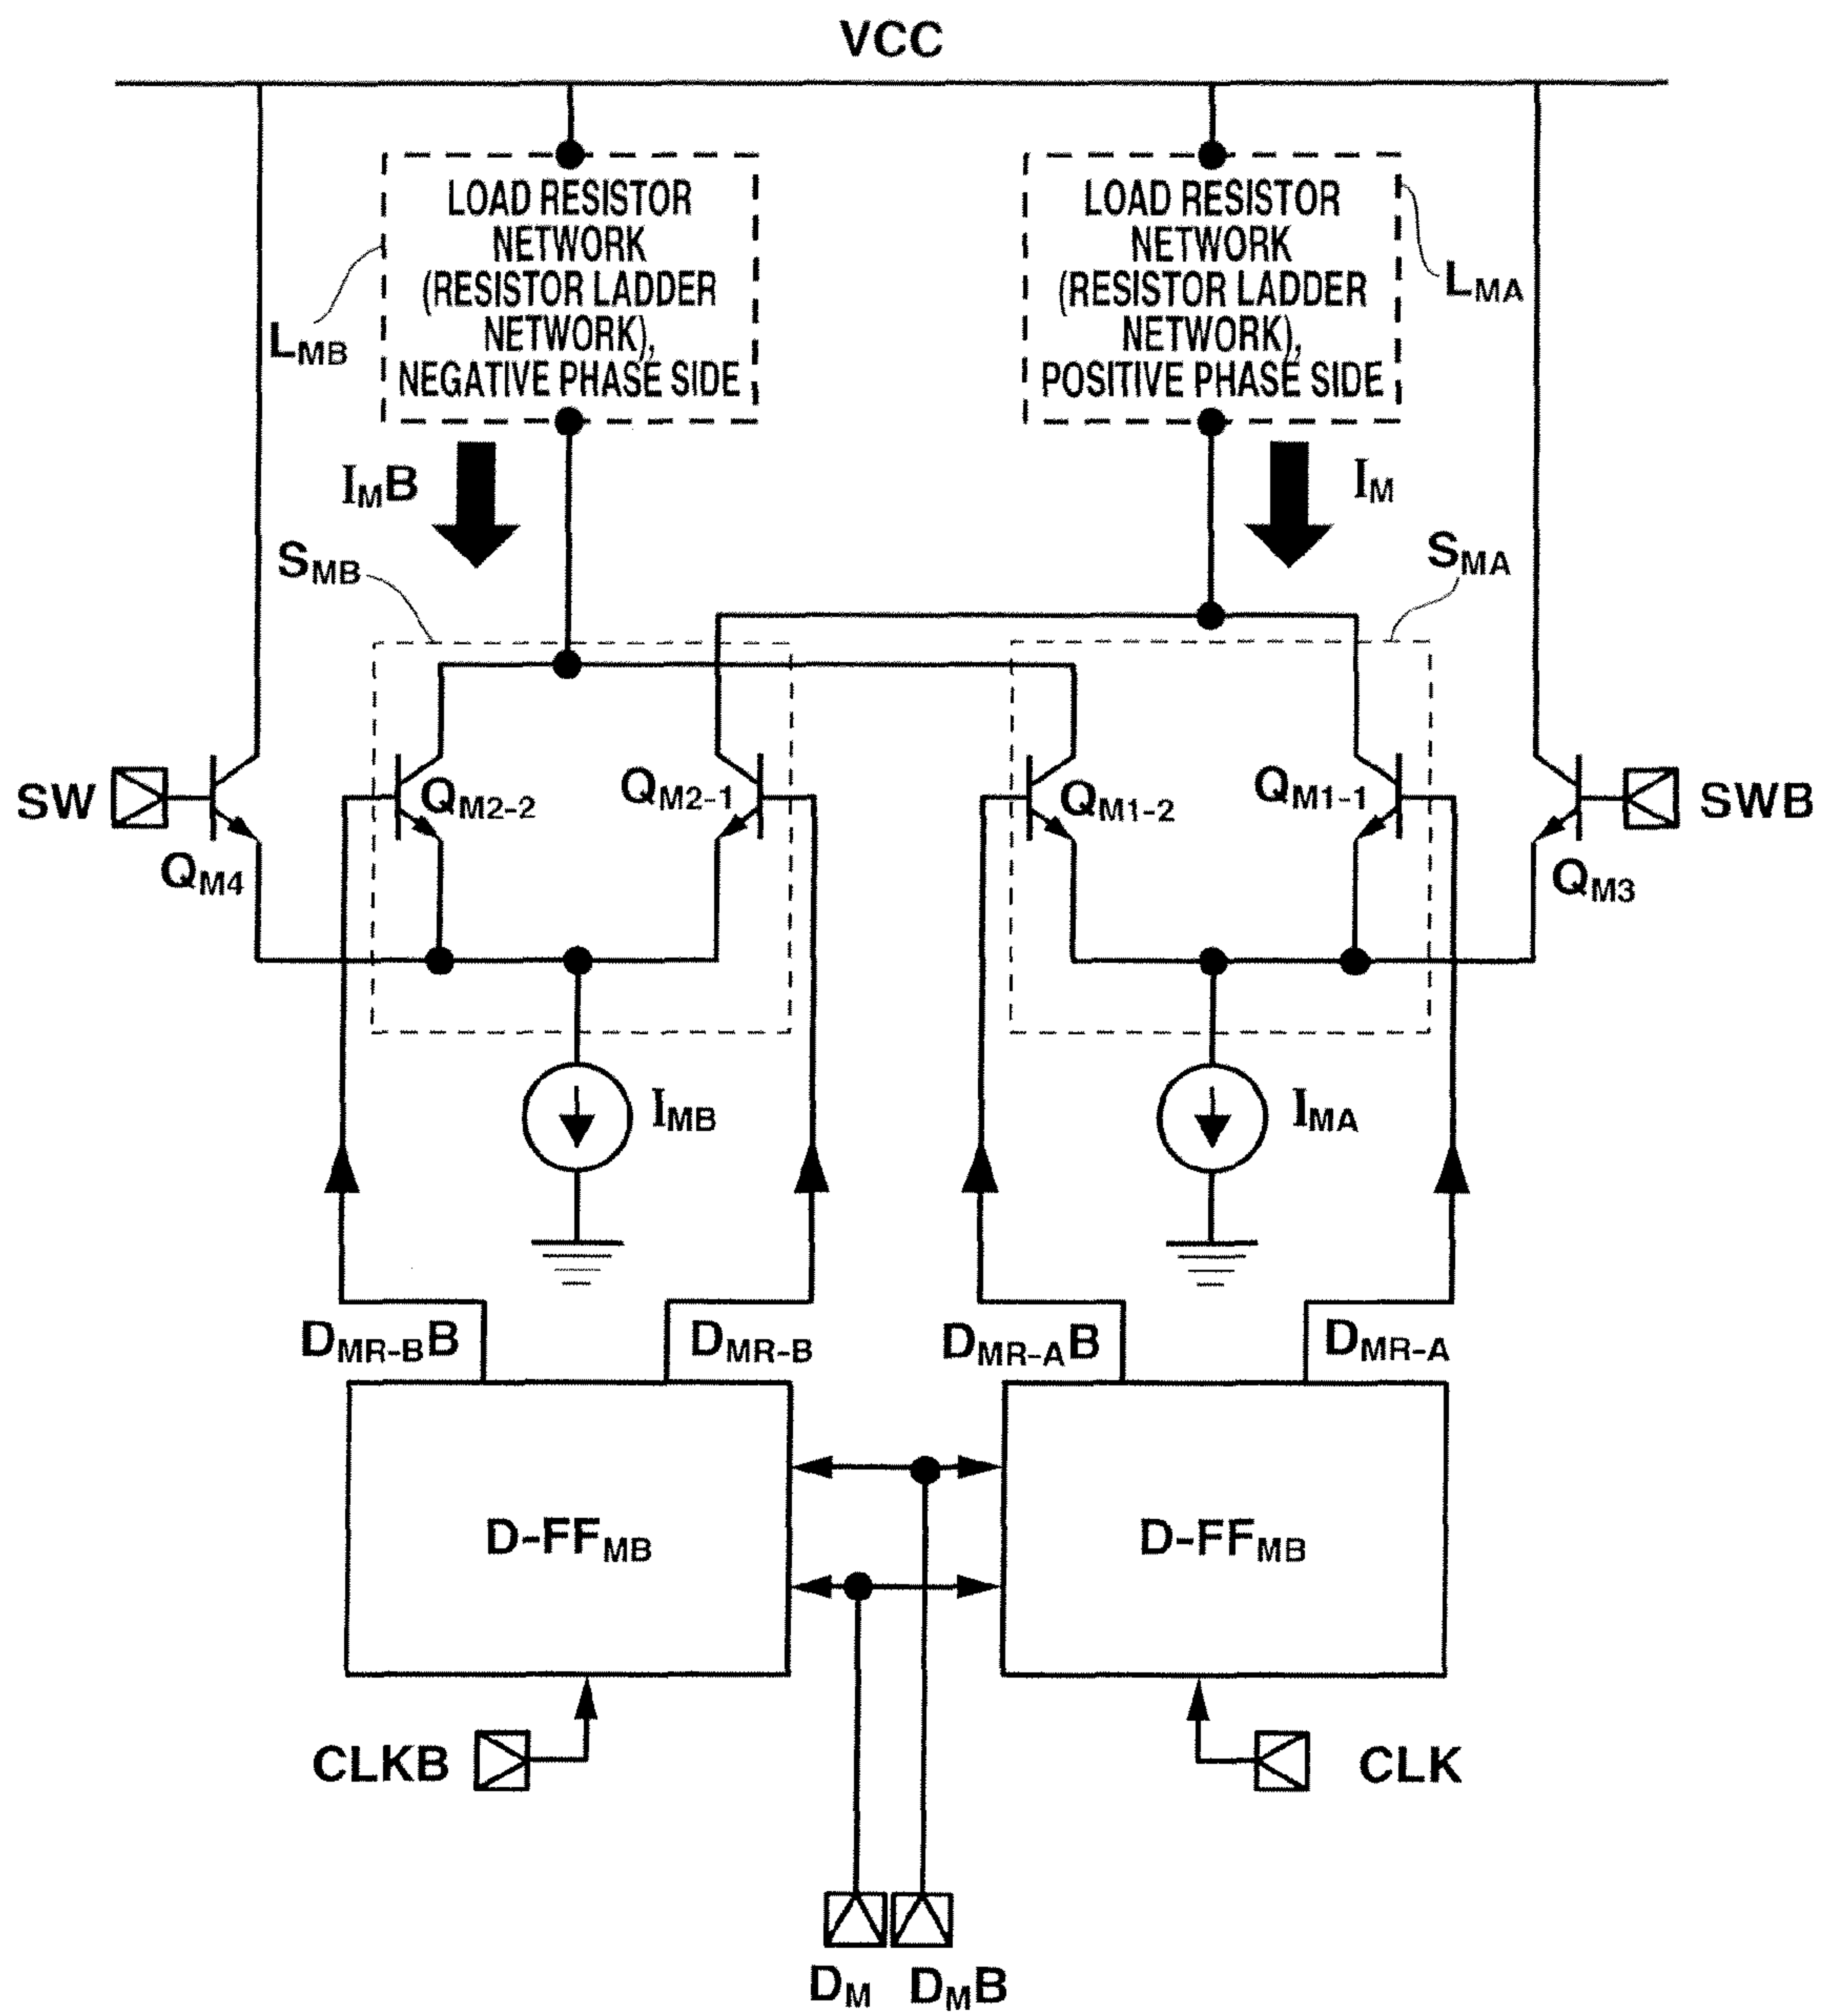 VCC
LOAD RESISTOR
NETWORK
(RESISTOR LADDER
NETWORK),
NEGATIVE PHASE SIDE
LOAD RESISTOR
NETWORK
(RESISTOR LADDER
NETWORK),
POSITIVE PHASE SIDE
LMB
LMA
IMB
IM
SMB
SMA
SW
QM4
QM2-2
QM2-1
QM1-2
QM1-1
QM3
SWB
IMB
IMA
DMR-BB
DMR-B
DMR-AB
DMR-A
D-FFMB
D-FFMB
CLKB
CLK
DM
DMB